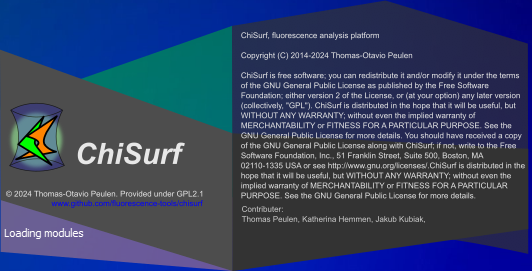 ChiSurf, fluorescence analysis platform
Copyright (C) 2014-2024 Thomas-Otavio Peulen
ChiSurf is free software; you can redistribute it and/or modify it under the terms
of the GNU General Public License as published by the Free Software
Foundation; either version 2 of the License, or (at your option) any later version
(collectively, "GPL"). ChiSurf is distributed in the hope that it will be useful, but
WITHOUT ANY WARRANTY; without even the implied warranty of
MERCHANTABILITY or FITNESS FOR A PARTICULAR PURPOSE. See the
GNU General Public License for more details. You should have received a copy
of the GNU General Public License along with ChiSurf; if not, write to the Free
Software Foundation, Inc., 51 Franklin Street, Suite 500, Boston, MA
02110-1335 USA or see http://www.gnu.org/licenses/.ChiSurf is distributed in the
hope that it will be useful, but WITHOUT ANY WARRANTY; without even the
implied warranty of MERCHANTABILITY or FITNESS FOR A PARTICULAR
PURPOSE. See the GNU General Public License for more details.
Contributer:
Thomas Peulen, Katherina Hemmen, Jakub Kubiak,
ChiSurf
© 2024 Thomas-Otavio Peulen. Provided under GPL2.1
www.github.com/fluorescence-tools/chisurf
Loading modules